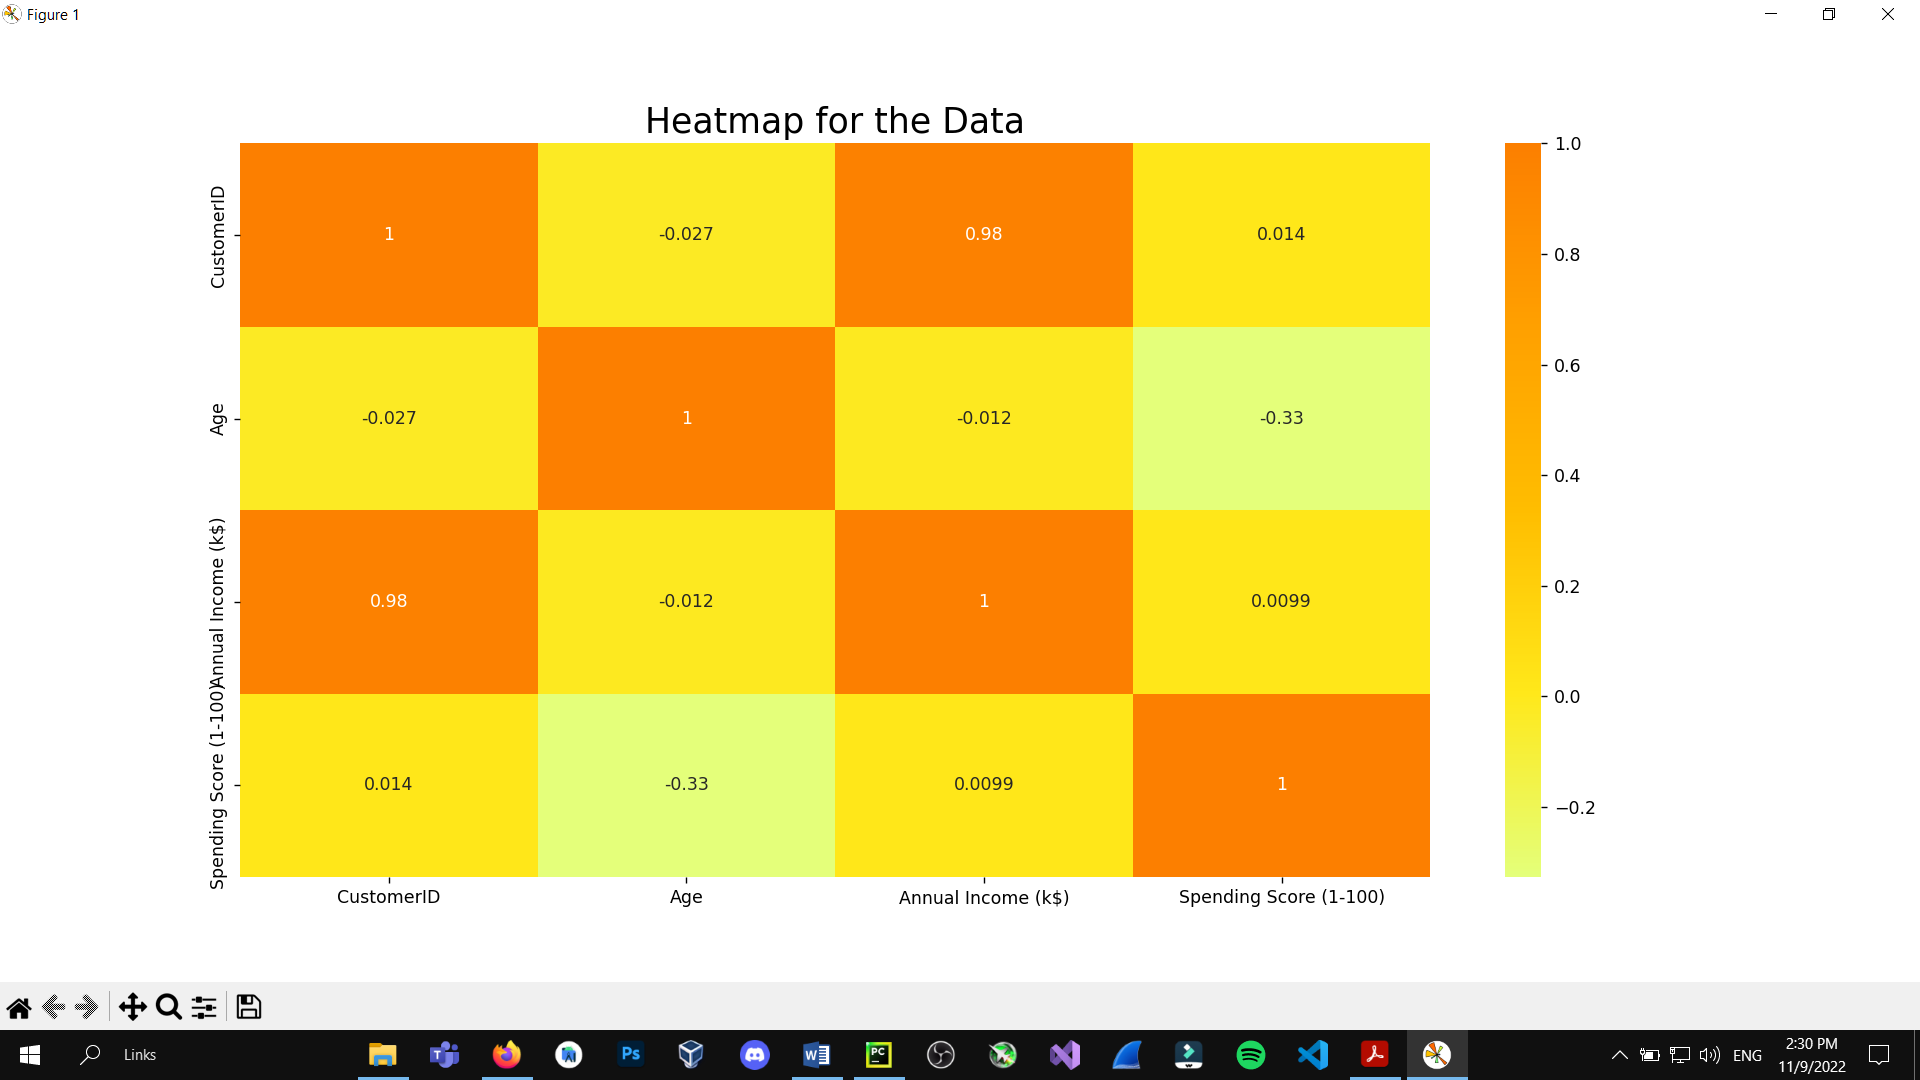 Figure 1
Heatmap for the Data
CustomerID
Age
Annual Income (k$)
Spending Score (1-100)
1 -0.027 0.98 0.014
-0.027 1 -0.012 -0.33
0.98 -0.012 1 0.0099
0.014 -0.33 0.0099 1
CustomerID Age Annual Income (k$) Spending Score (1-100)
1.0
0.8
0.6
0.4
0.2
0.0
−0.2
Links
Ps
PC
ENG
2:30 PM
11/9/2022